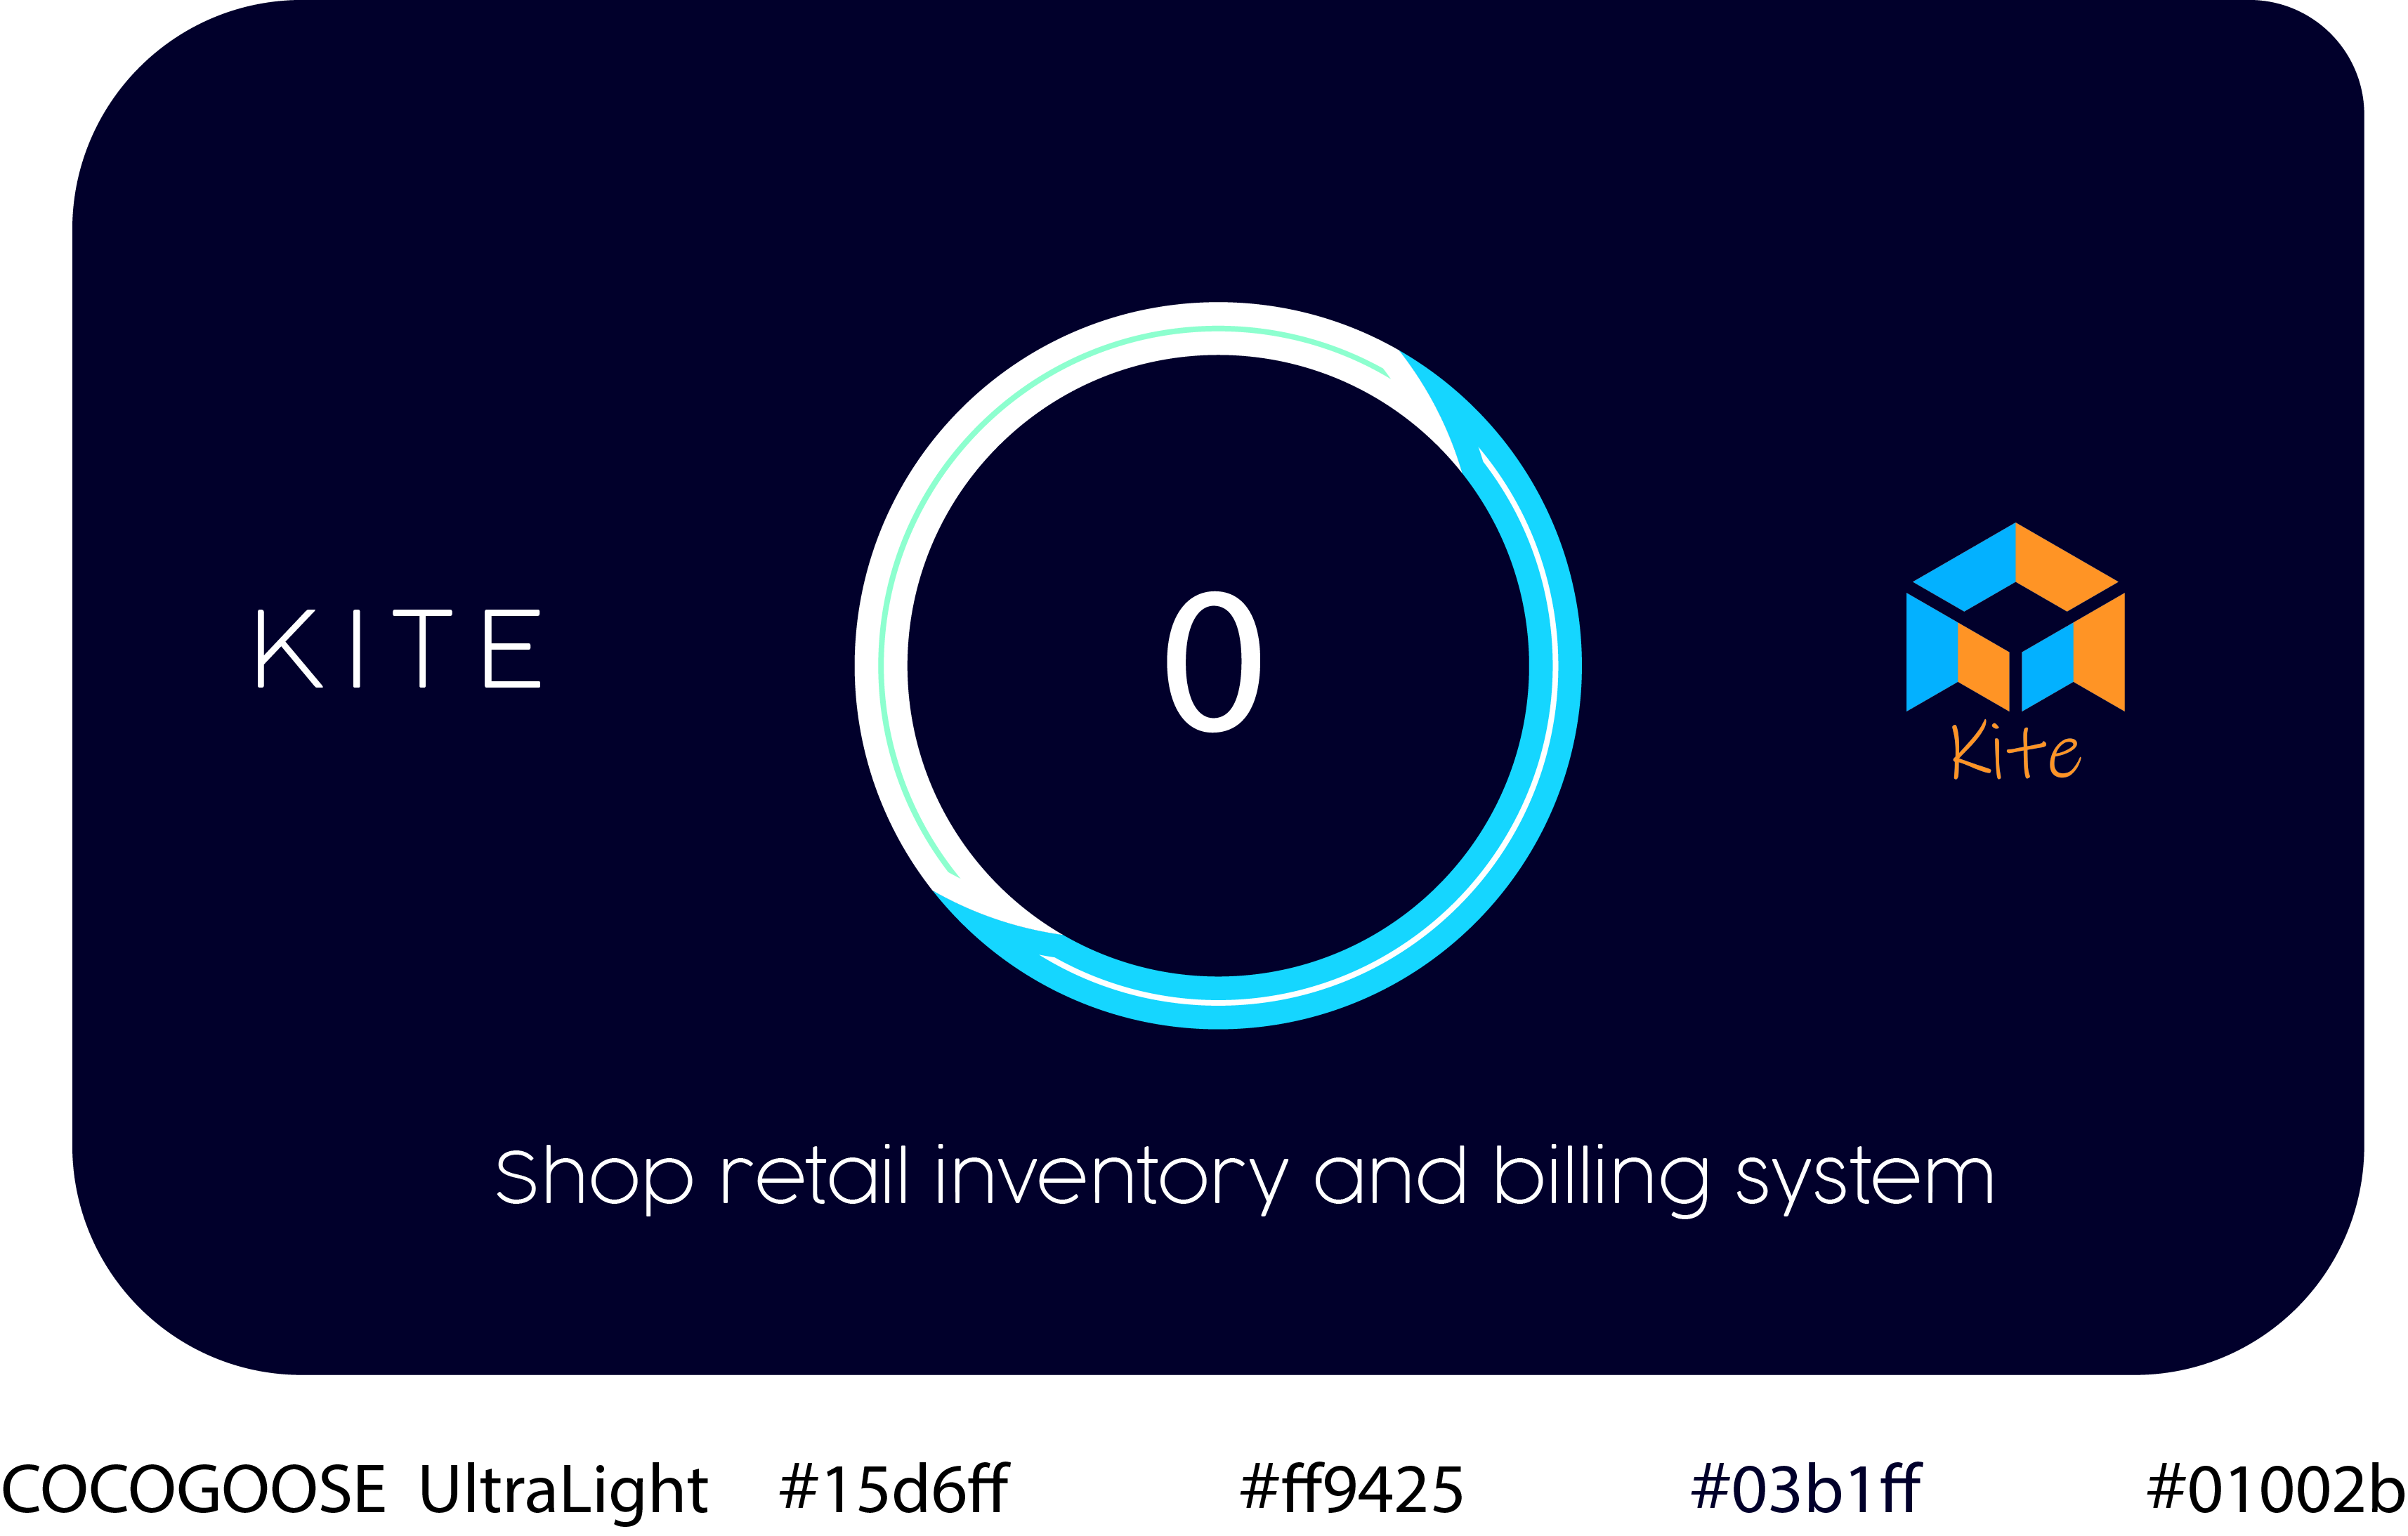 KITE
0
Kite
Shop retail inventory and billing system
COCOGOOSE UltraLight #15d6ff #ff9425 #03b1ff #01002b